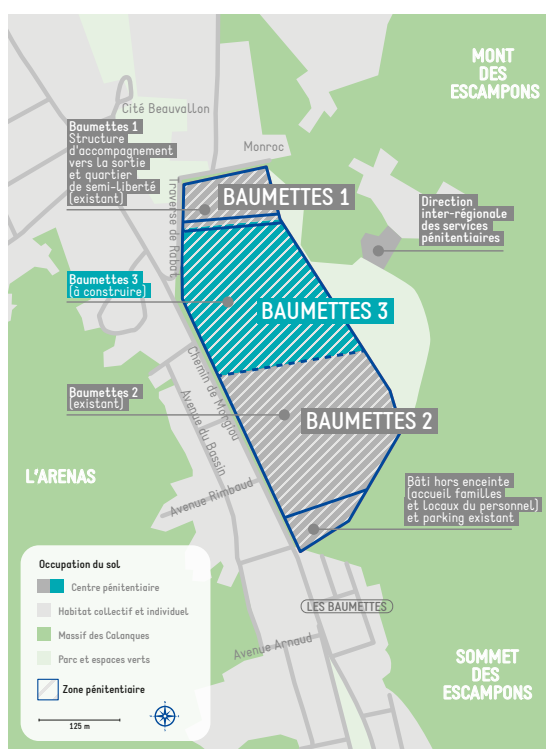 MONT
DES
ESCAMPONS
Cité Beauvallon
Baumettes 1
Structure
d'accompagnement
vers la sortie
et quartier
de semi-liberté
(existant)
Monroc
Traverse de Rabat
BAUMETTES 1
Direction
inter-régionale
des services
pénitentiaires
Baumettes 3
(à construire)
BAUMETTES 3
Chemin de Morgiou
Baumettes 2
(existant)
Avenue du Bassin
BAUMETTES 2
L'ARENAS
Avenue Rimbaud
Bâti hors enceinte
(accueil familles
et locaux du personnel)
et parking existant
LES BAUMETTES
Avenue Arnaud
SOMMET
DES
ESCAMPONS
Occupation du sol
Centre pénitentiaire
Habitat collectif et individuel
Massif des Calanques
Parc et espaces verts
Zone pénitentiaire
125 m